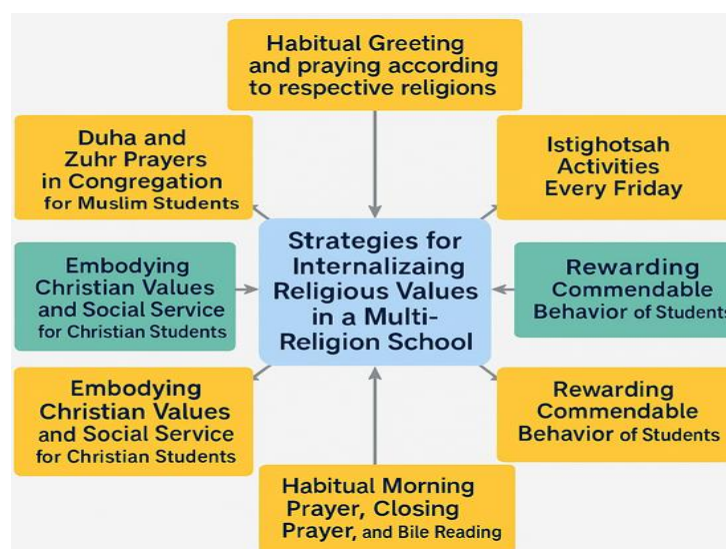 Habitual Greeting
and praying according
to respective religions
Duha and
Zuhr Prayers
in Congregation
for Muslim Students
Istighotsah
Activities
Every Friday
Strategies for
Internalizaing
Religious Values
in a Multi-
Religion School
Embodying
Christian Values
and Social Service
for Christian Students
Rewarding
Commendable
Behavior of Students
Embodying
Christian Values
and Social Service
for Christian Students
Rewarding
Commendable
Behavior of Students
Habitual Morning
Prayer, Closing
Prayer, and Bile Reading